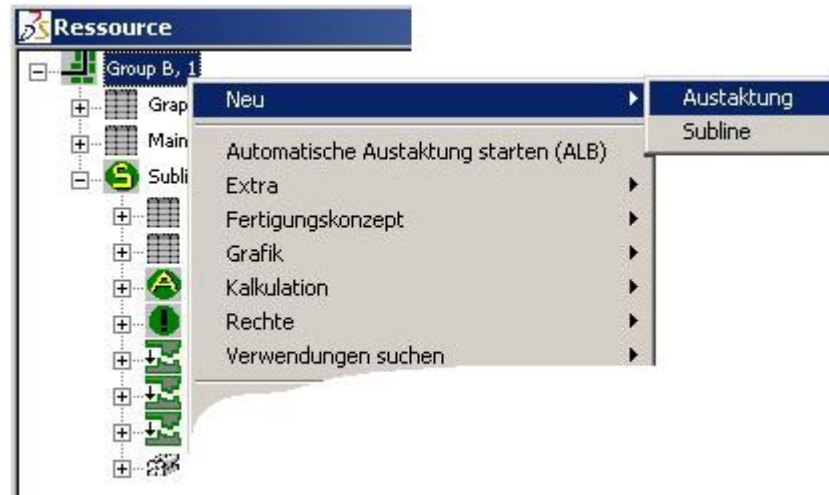 Ressource
Group B, 1
Grap
Main
Subli
Neu
Automatische Austaktung starten (ALB)
Extra
Fertigungskonzept
Grafik
Kalkulation
Rechte
Verwendungen suchen
Austaktung
Subline